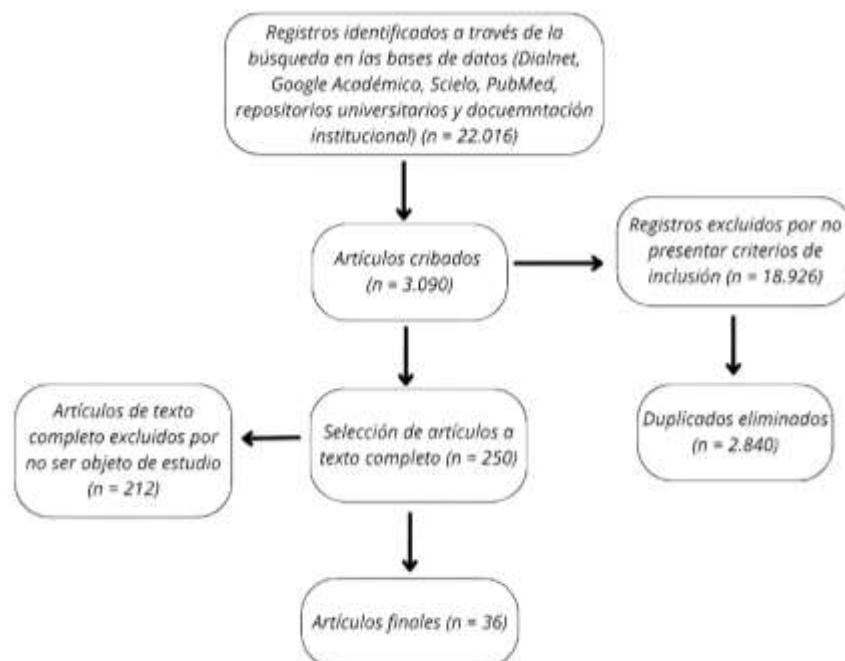 Registros identificados a través de la
búsqueda en las bases de datos (Dialnet,
Google Académico, Scielo, PubMed,
repositorios universitarios y docuemntación
institucional) (n = 22.016)
Artículos cribados
(n = 3.090)
Registros excluidos por no
presentar criterios de
inclusión (n = 18.926)
Artículos de texto
completo excluidos por
no ser objeto de estudio
(n = 212)
Selección de artículos a
texto completo (n = 250)
Duplicados eliminados
(n = 2.840)
Artículos finales (n = 36)